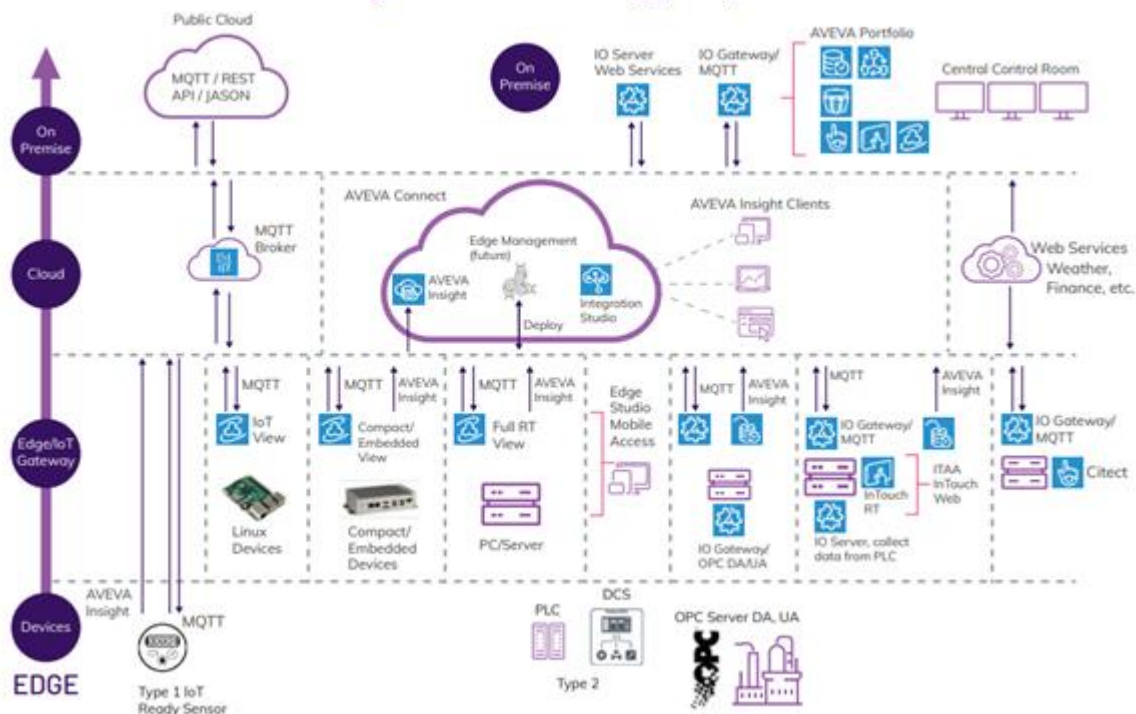 Public Cloud
MQTT / REST
API / JASON
On
Premise
IO Server
Web Services
IO Gateway/
MQTT
AVEVA Portfolio
Central Control Room
On
Premise
MQTT
Broker
AVEVA Connect
Edge Management
(future)
AVEVA
Insight
Integration
Studio
Deploy
AVEVA Insight Clients
Web Services
Weather,
Finance, etc.
Cloud
MQTT
IoT
View
Linux
Devices
MQTT
AVEVA
Insight
Compact/
Embedded
View
Compact/
Embedded
Devices
MQTT
AVEVA
Insight
Full RT
View
PC/Server
Edge
Studio
Mobile
Access
MQTT
AVEVA
Insight
IO Gateway/
OPC DA/UA
MQTT
AVEVA
Insight
IO Gateway/
MQTT
InTouch
RT
ITAA
InTouch
Web
IO Server, collect
data from PLC
IO Gateway/
MQTT
Citect
Edge/IoT
Gateway
AVEVA
Insight
MQTT
Devices
EDGE
Type 1 IoT
Ready Sensor
PLC
DCS
Type 2
OPC Server DA, UA
OPC